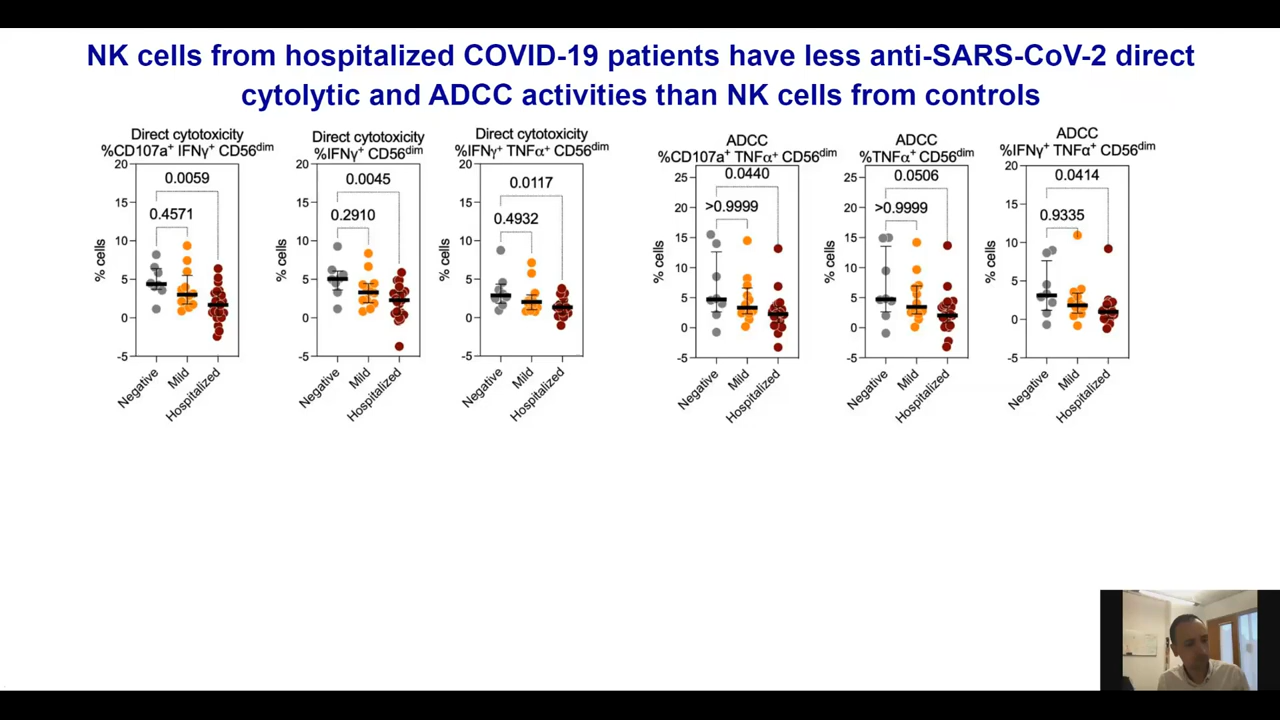 NK cells from hospitalized COVID-19 patients have less anti-SARS-CoV-2 direct
cytolytic and ADCC activities than NK cells from controls
Direct cytotoxicity
%CD107a⁺ IFNγ⁺ CD56ᵈⁱᵐ
% cells
20
15
10
5
0
-5
0.0059
0.4571
Negative
Mild
Hospitalized
Direct cytotoxicity
%IFNγ⁺ CD56ᵈⁱᵐ
% cells
20
15
10
5
0
-5
0.0045
0.2910
Negative
Mild
Hospitalized
Direct cytotoxicity
%IFNγ⁺ TNFα⁺ CD56ᵈⁱᵐ
% cells
20
15
10
5
0
-5
0.0117
0.4932
Negative
Mild
Hospitalized
ADCC
%CD107a⁺ TNFα⁺ CD56ᵈⁱᵐ
% cells
25
20
15
10
5
0
-5
0.0440
>0.9999
Negative
Mild
Hospitalized
ADCC
%TNFα⁺ CD56ᵈⁱᵐ
% cells
25
20
15
10
5
0
-5
0.0506
>0.9999
Negative
Mild
Hospitalized
ADCC
%IFNγ⁺ TNFα⁺ CD56ᵈⁱᵐ
% cells
20
15
10
5
0
-5
0.0414
0.9335
Negative
Mild
Hospitalized